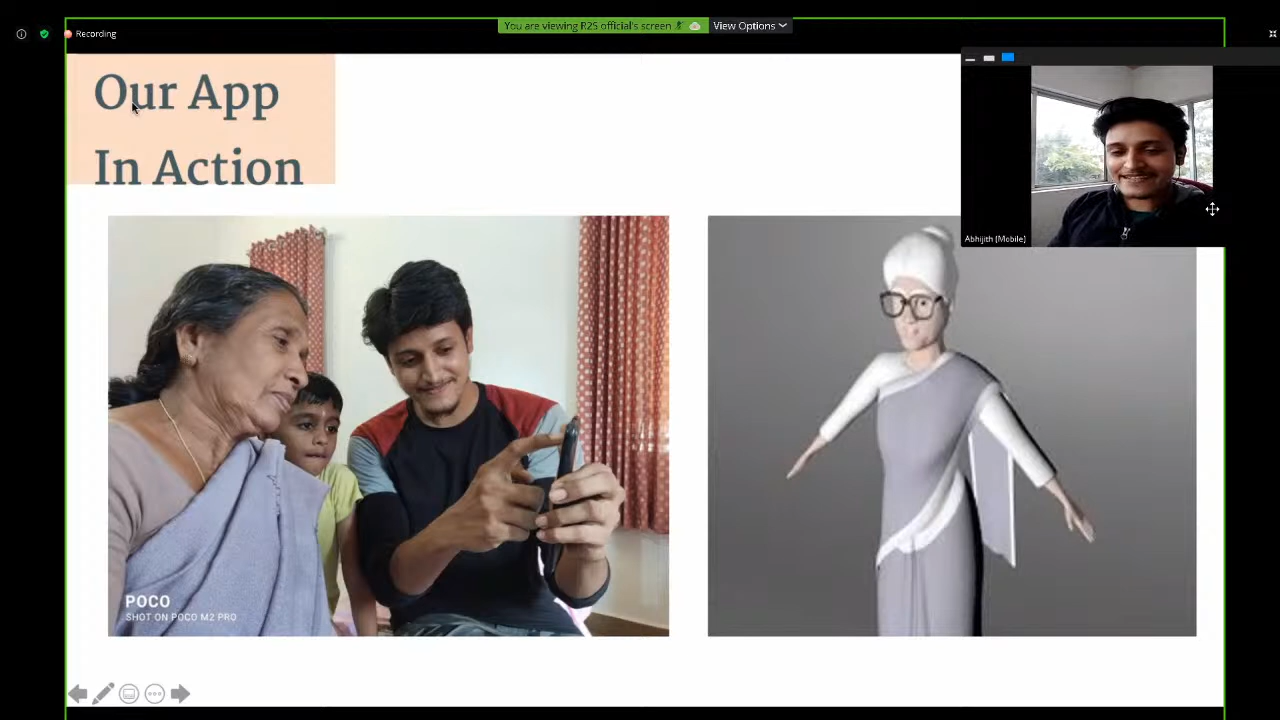 You are viewing R2S official's screen
View Options
Recording
Our App
In Action
Abhijith [Mobile]
POCO
SHOT ON POCO M2 PRO